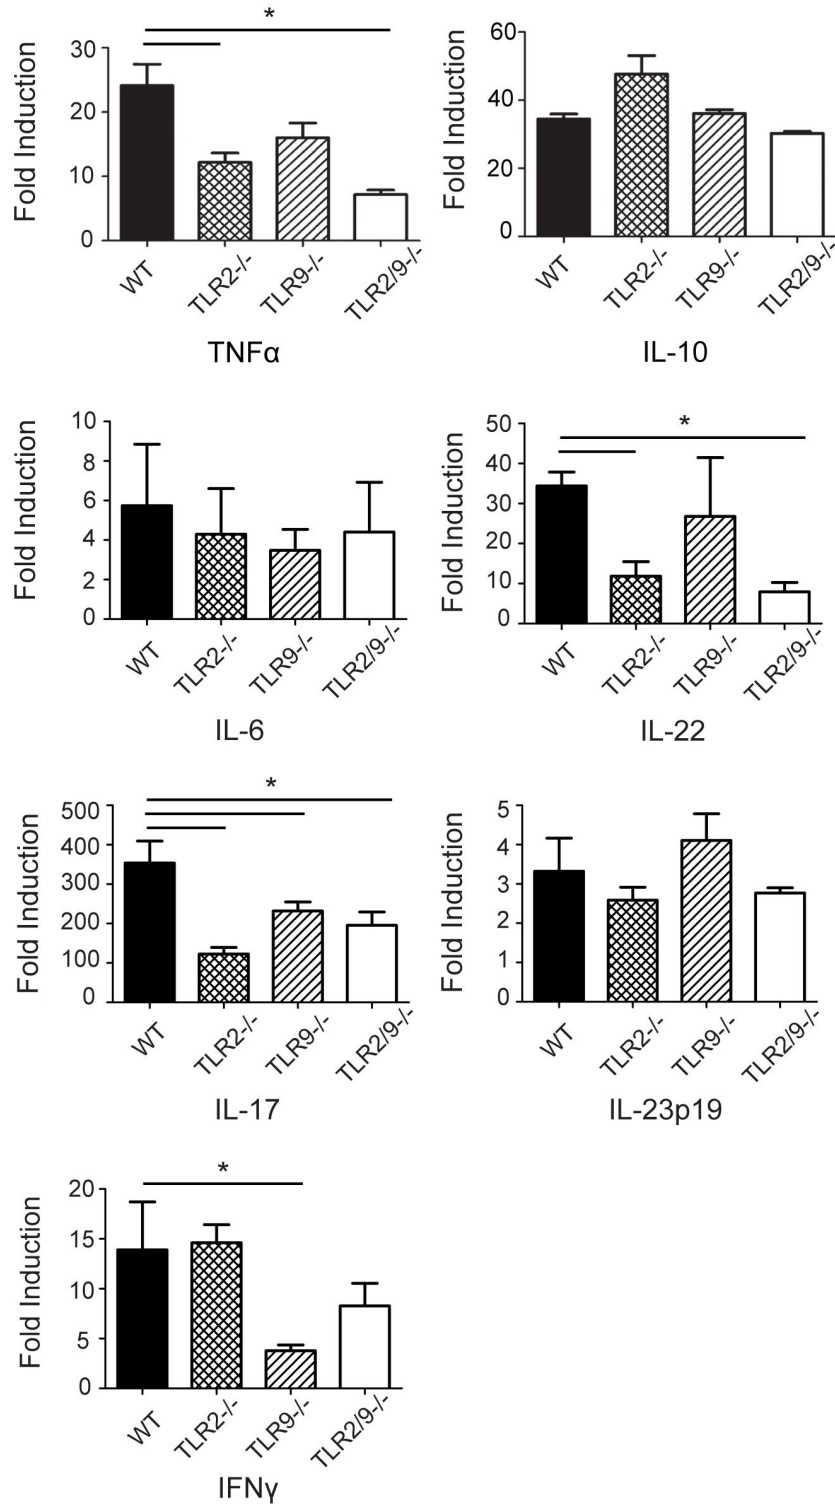 *
Fold Induction
30
20
10
0
WT
TLR2-/-
TLR9-/-
TLR2/9-/-
TNFα
Fold Induction
60
40
20
0
WT
TLR2-/-
TLR9-/-
TLR2/9-/-
IL-10
Fold Induction
10
8
6
4
2
0
WT
TLR2-/-
TLR9-/-
TLR2/9-/-
IL-6
*
Fold Induction
50
40
30
20
10
0
WT
TLR2-/-
TLR9-/-
TLR2/9-/-
IL-22
*
Fold Induction
500
400
300
200
100
0
WT
TLR2-/-
TLR9-/-
TLR2/9-/-
IL-17
Fold Induction
5
4
3
2
1
0
WT
TLR2-/-
TLR9-/-
TLR2/9-/-
IL-23p19
*
Fold Induction
20
15
10
5
0
WT
TLR2-/-
TLR9-/-
TLR2/9-/-
IFNγ